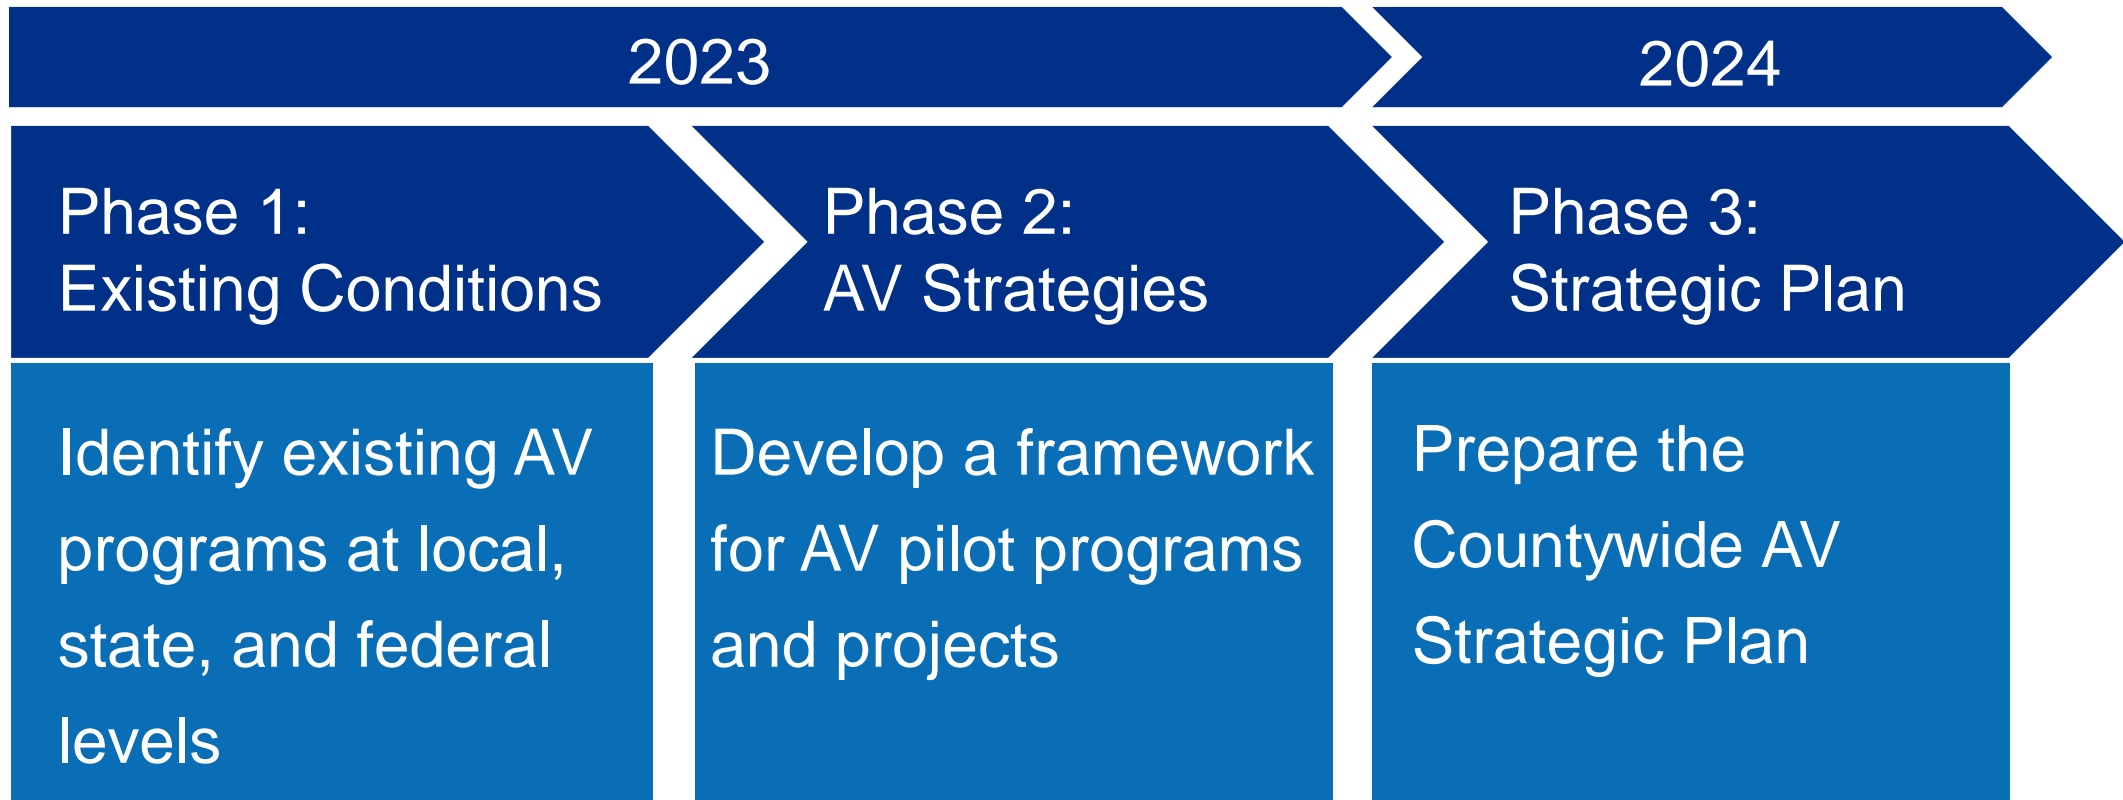 2023
2024
Phase 1:
Existing Conditions
Phase 2:
AV Strategies
Phase 3:
Strategic Plan
Identify existing AV
programs at local,
state, and federal
levels
Develop a framework
for AV pilot programs
and projects
Prepare the
Countywide AV
Strategic Plan